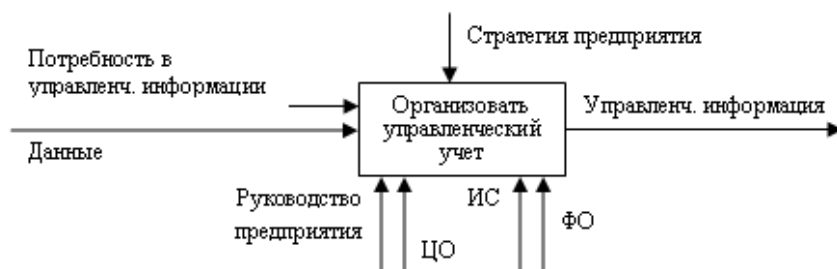 Стратегия предприятия
Потребность в
управленч. информации
Организовать
управленческий
учет
Управленч. информация
Данные
Руководство
предприятия
ЦО
ИС
ФО